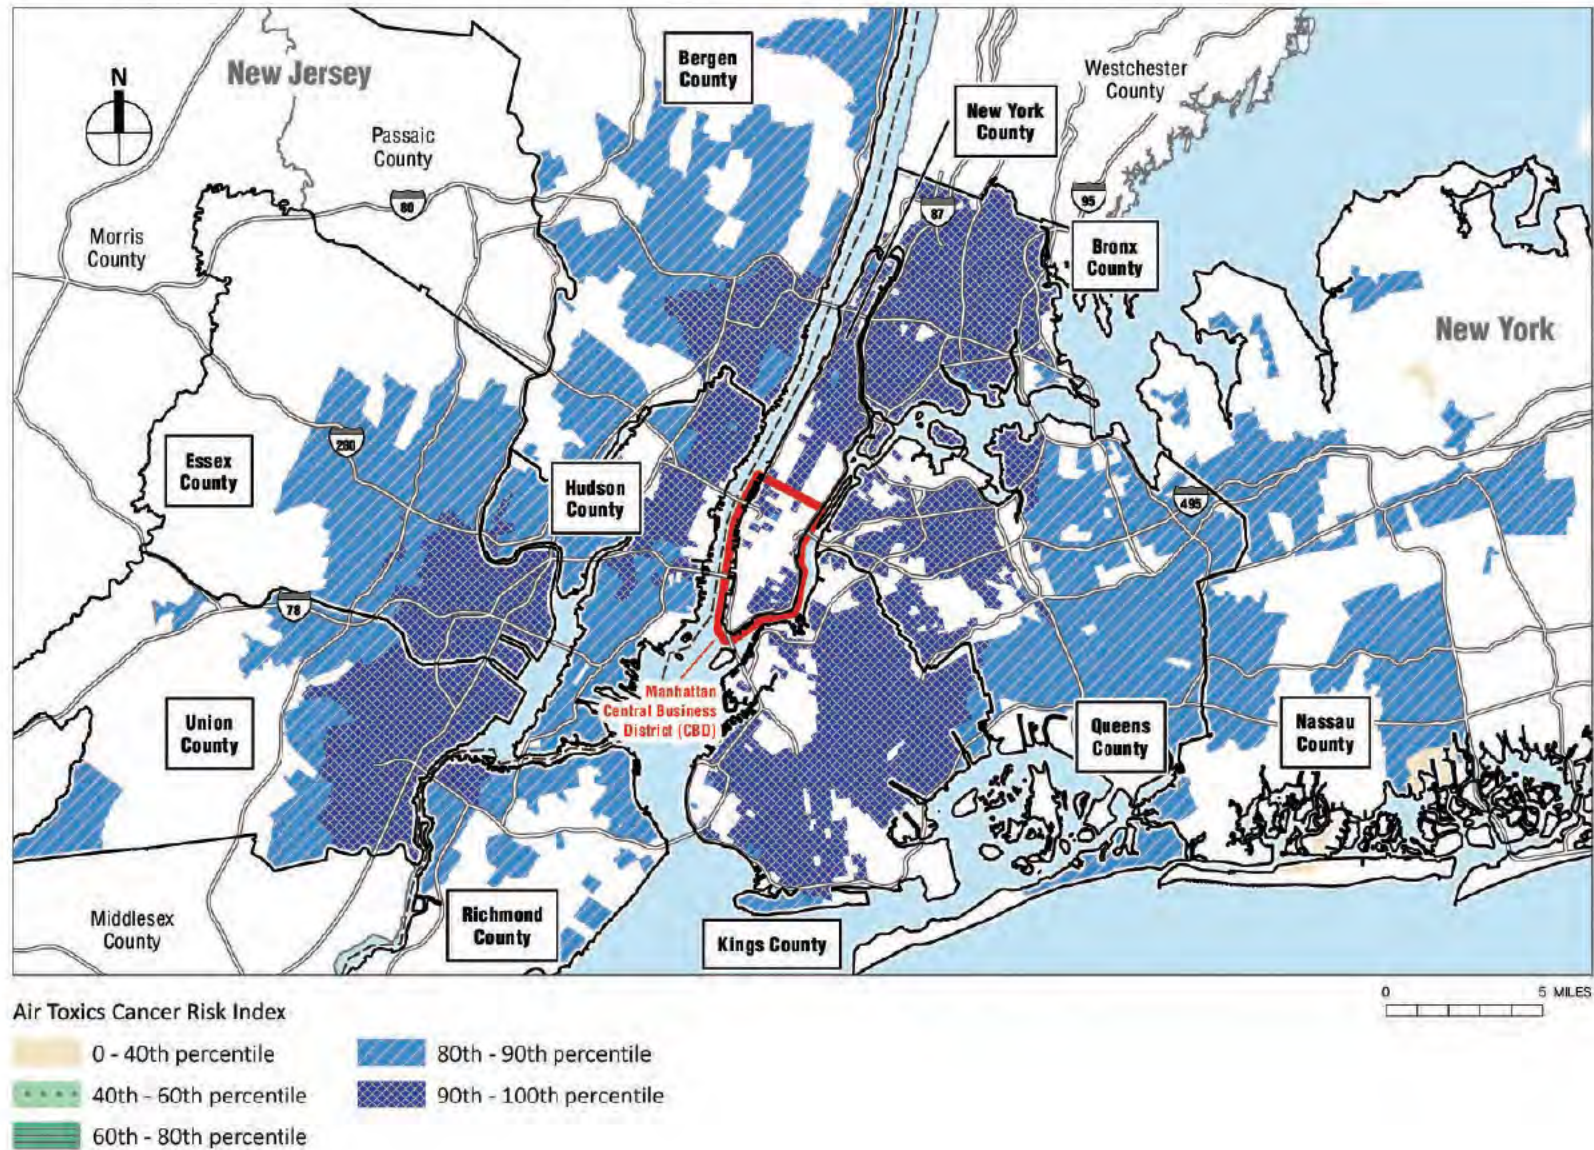 Bergen
County
New Jersey
N
Westchester
County
New York
County
Passaic
County
80
87
95
Morris
County
Bronx
County
New York
280
Essex
County
Hudson
County
495
78
Manhattan
Central Business
District (CBD)
Union
County
Queens
County
Nassau
County
Middlesex
County
Richmond
County
Kings County
0 5 MILES
Air Toxics Cancer Risk Index
0 - 40th percentile
80th - 90th percentile
40th - 60th percentile
90th - 100th percentile
60th - 80th percentile